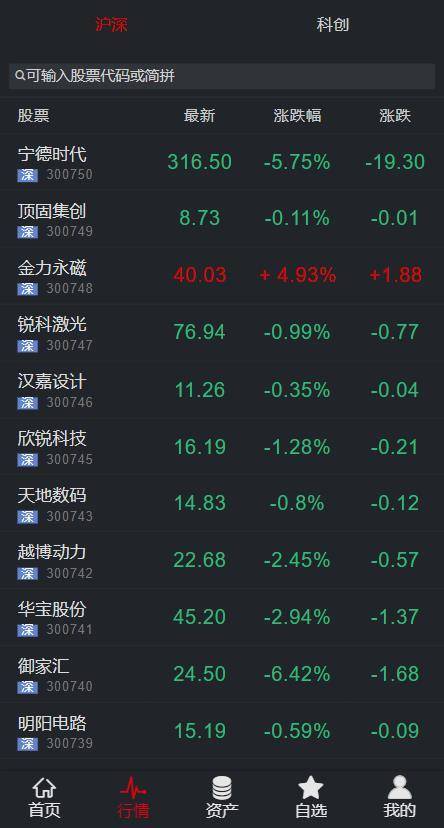 沪深 科创
可输入股票代码或简拼
股票 最新 涨跌幅 涨跌
宁德时代 316.50 -5.75% -19.30
深 300750
顶固集创 8.73 -0.11% -0.01
深 300749
金力永磁 40.03 + 4.93% +1.88
深 300748
锐科激光 76.94 -0.99% -0.77
深 300747
汉嘉设计 11.26 -0.35% -0.04
深 300746
欣锐科技 16.19 -1.28% -0.21
深 300745
天地数码 14.83 -0.8% -0.12
深 300743
越博动力 22.68 -2.45% -0.57
深 300742
华宝股份 45.20 -2.94% -1.37
深 300741
御家汇 24.50 -6.42% -1.68
深 300740
明阳电路 15.19 -0.59% -0.09
深 300739
首页 行情 资产 自选 我的